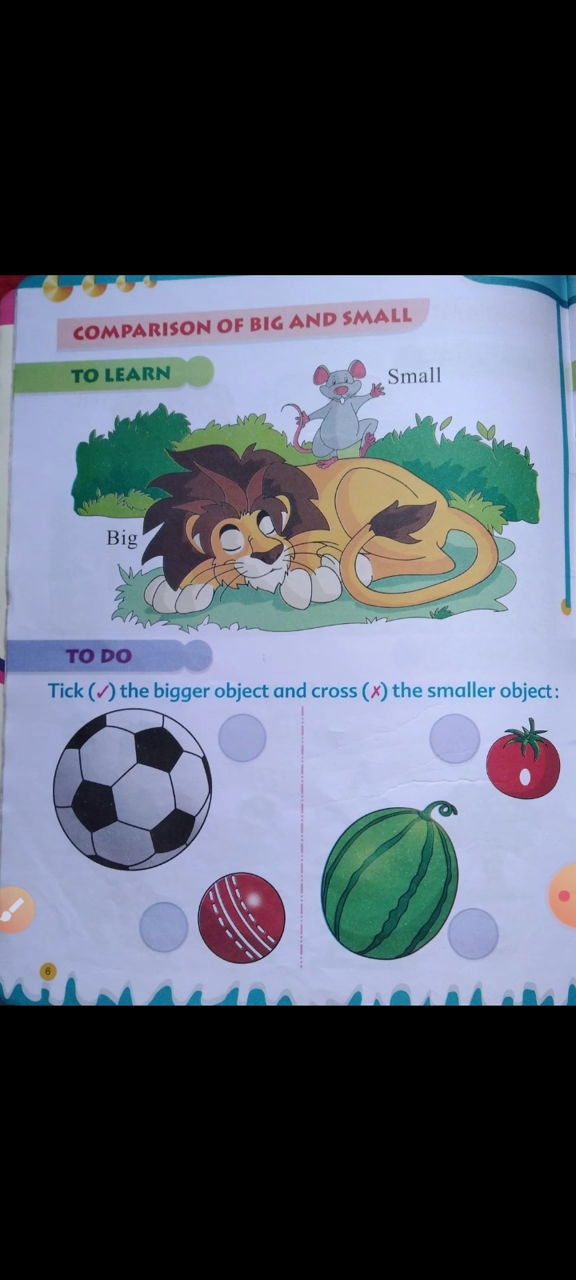 COMPARISON OF BIG AND SMALL
TO LEARN
Small
Big
TO DO
Tick (✓) the bigger object and cross (✗) the smaller object:
6